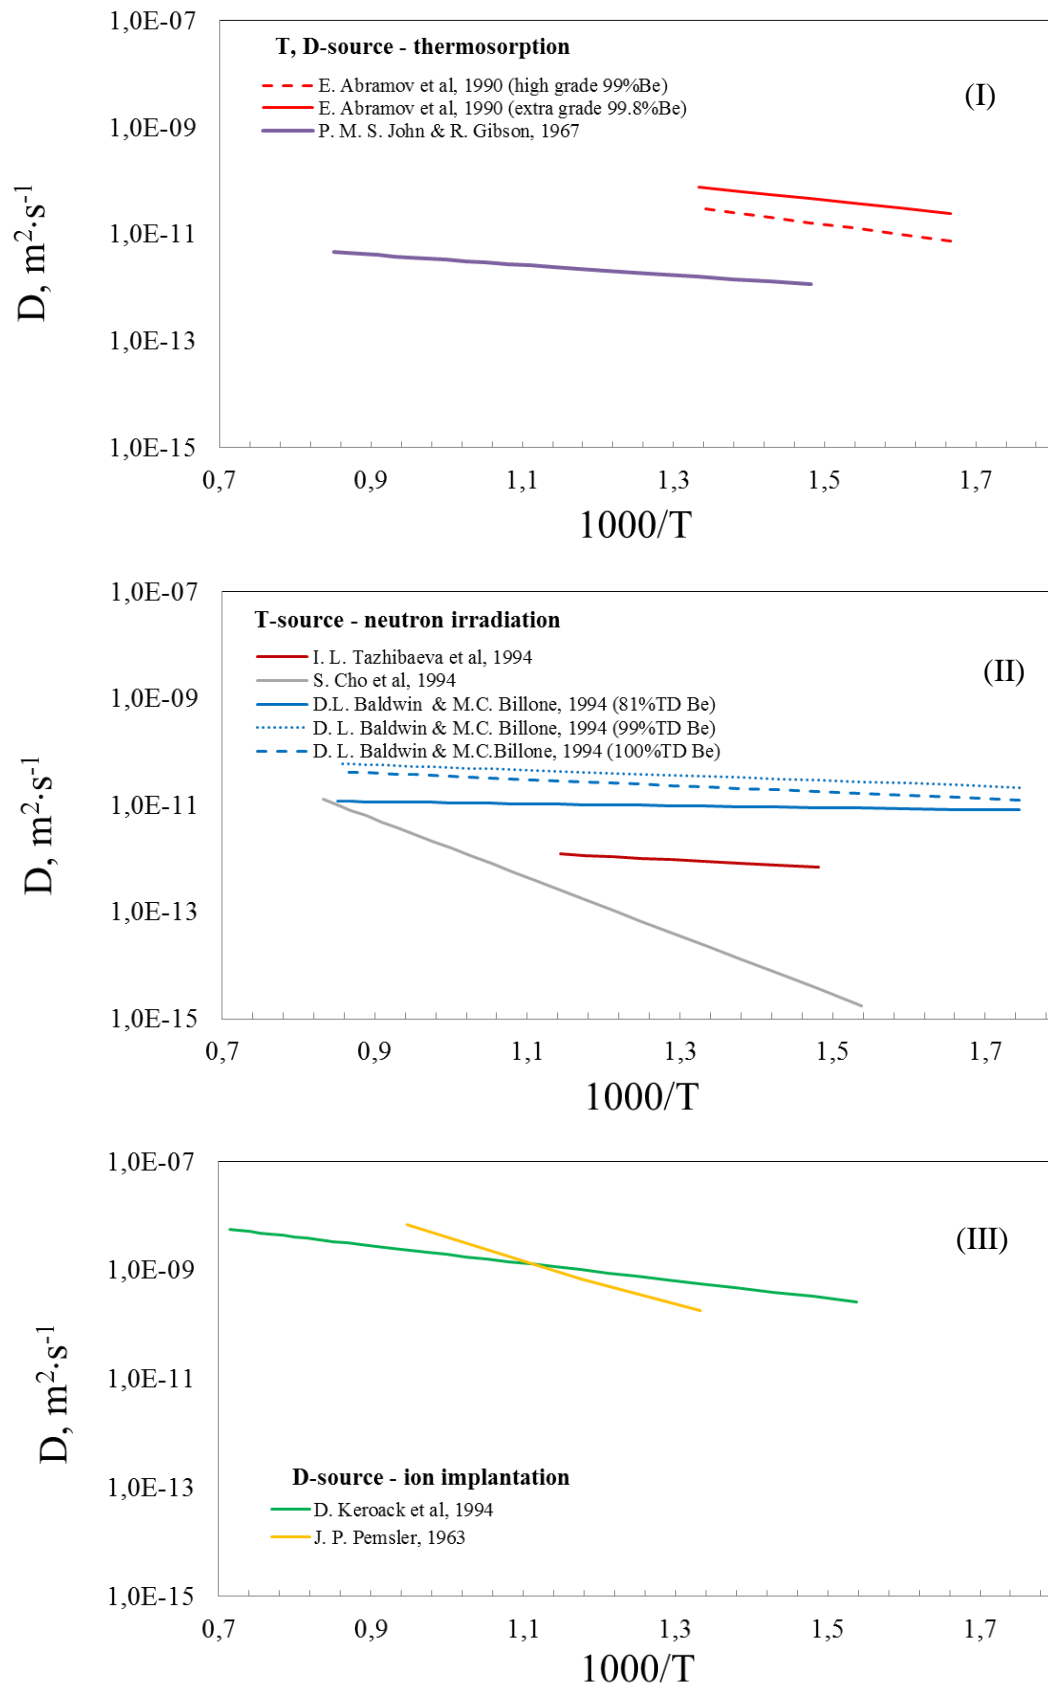 1,0E-07
T, D-source - thermosorption
E. Abramov et al, 1990 (high grade 99%Be)
E. Abramov et al, 1990 (extra grade 99.8%Be)
P. M. S. John & R. Gibson, 1967
(I)
1,0E-09
1,0E-11
1,0E-13
1,0E-15
D, m²·s⁻¹
0,7 0,9 1,1 1,3 1,5 1,7
1000/T
1,0E-07
T-source - neutron irradiation
I. L. Tazhibaeva et al, 1994
S. Cho et al, 1994
D.L. Baldwin & M.C. Billone, 1994 (81%TD Be)
D. L. Baldwin & M.C. Billone, 1994 (99%TD Be)
D. L. Baldwin & M.C.Billone, 1994 (100%TD Be)
(II)
1,0E-09
1,0E-11
1,0E-13
1,0E-15
D, m²·s⁻¹
0,7 0,9 1,1 1,3 1,5 1,7
1000/T
1,0E-07
(III)
1,0E-09
1,0E-11
1,0E-13
1,0E-15
D, m²·s⁻¹
D-source - ion implantation
D. Keroack et al, 1994
J. P. Pemsler, 1963
0,7 0,9 1,1 1,3 1,5 1,7
1000/T